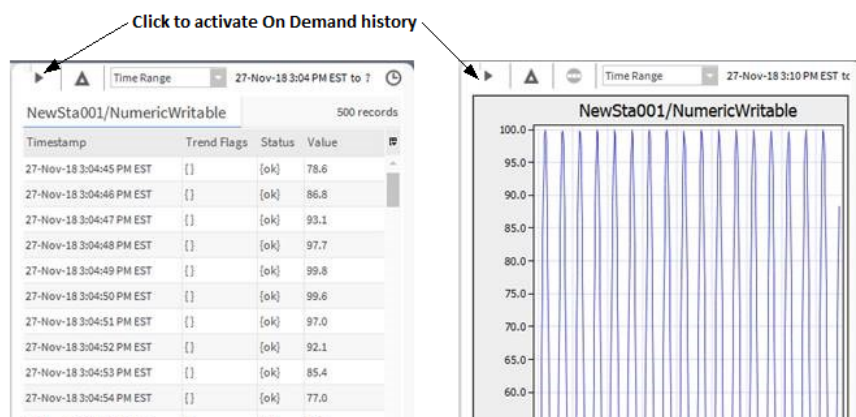 Click to activate On Demand history
Time Range 27-Nov-18 3:04 PM EST to ?
NewSta001/NumericWritable 500 records
Timestamp Trend Flags Status Value
27-Nov-18 3:04:45 PM EST {} {ok} 78.6
27-Nov-18 3:04:46 PM EST {} {ok} 86.8
27-Nov-18 3:04:47 PM EST {} {ok} 93.1
27-Nov-18 3:04:48 PM EST {} {ok} 97.7
27-Nov-18 3:04:49 PM EST {} {ok} 99.8
27-Nov-18 3:04:50 PM EST {} {ok} 99.6
27-Nov-18 3:04:51 PM EST {} {ok} 97.0
27-Nov-18 3:04:52 PM EST {} {ok} 92.1
27-Nov-18 3:04:53 PM EST {} {ok} 85.4
27-Nov-18 3:04:54 PM EST {} {ok} 77.0
Time Range 27-Nov-18 3:10 PM EST to
NewSta001/NumericWritable
100.0
95.0
90.0
85.0
80.0
75.0
70.0
65.0
60.0